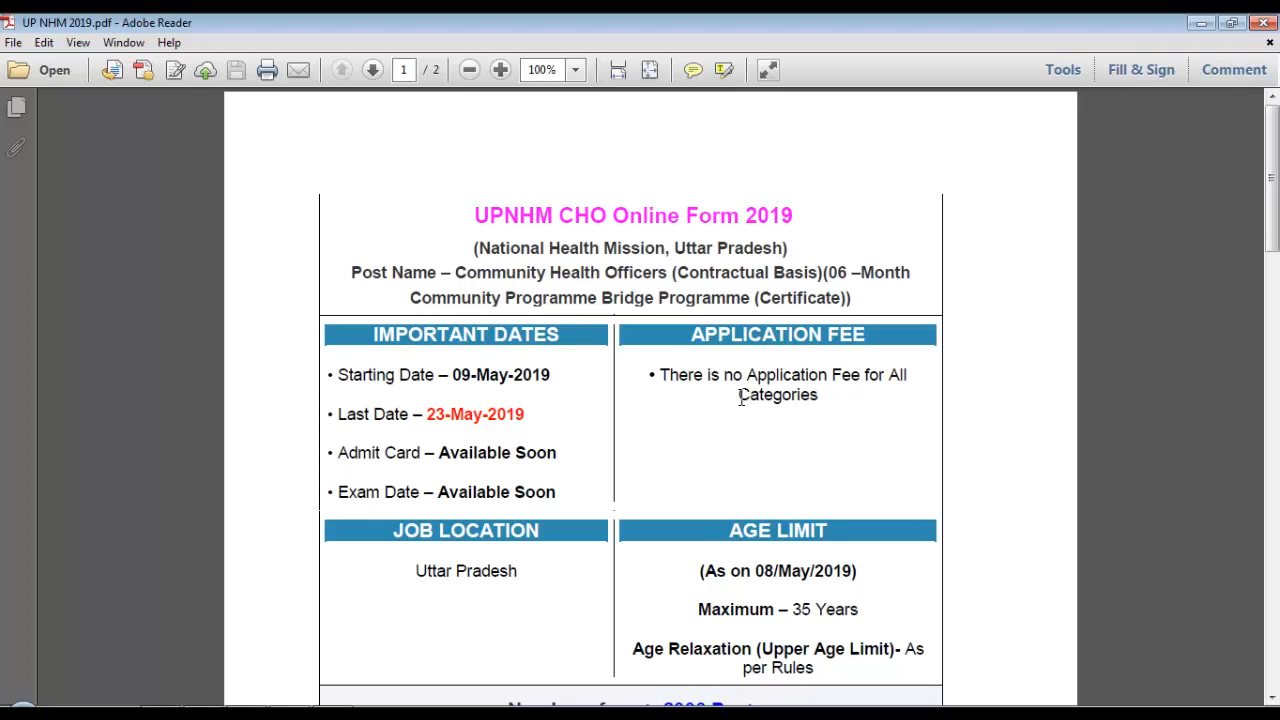 UP NHM 2019.pdf - Adobe Reader
File Edit View Window Help
Open 1 / 2 100% Tools Fill & Sign Comment
UPNHM CHO Online Form 2019
(National Health Mission, Uttar Pradesh)
Post Name – Community Health Officers (Contractual Basis)(06 –Month
Community Programme Bridge Programme (Certificate))
IMPORTANT DATES
• Starting Date – 09-May-2019
• Last Date – 23-May-2019
• Admit Card – Available Soon
• Exam Date – Available Soon
APPLICATION FEE
• There is no Application Fee for All
Categories
JOB LOCATION
Uttar Pradesh
AGE LIMIT
(As on 08/May/2019)
Maximum – 35 Years
Age Relaxation (Upper Age Limit)- As
per Rules